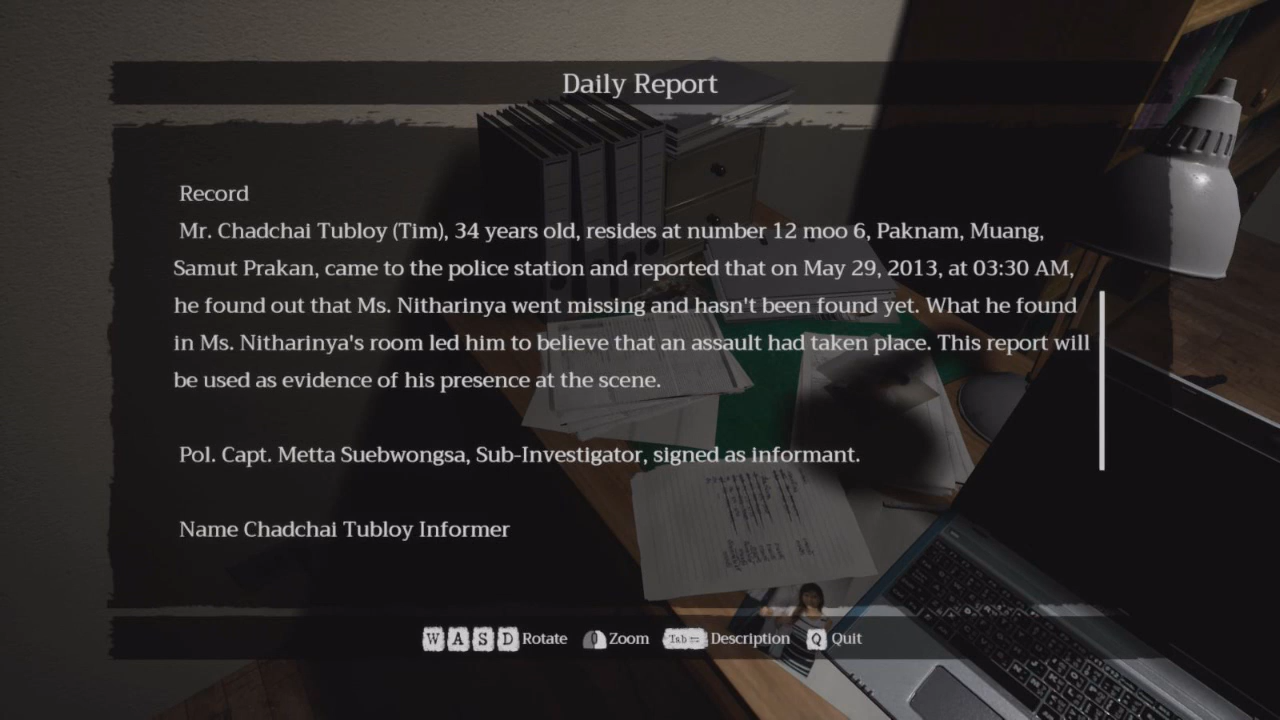 Daily Report
Record
Mr. Chadchai Tubloy (Tim), 34 years old, resides at number 12 moo 6, Paknam, Muang,
Samut Prakan, came to the police station and reported that on May 29, 2013, at 03:30 AM,
he found out that Ms. Nitharinya went missing and hasn't been found yet. What he found
in Ms. Nitharinya's room led him to believe that an assault had taken place. This report will
be used as evidence of his presence at the scene.
Pol. Capt. Metta Suebwongsa, Sub-Investigator, signed as informant.
Name Chadchai Tubloy Informer
W A S D Rotate Zoom Tab Description Q Quit